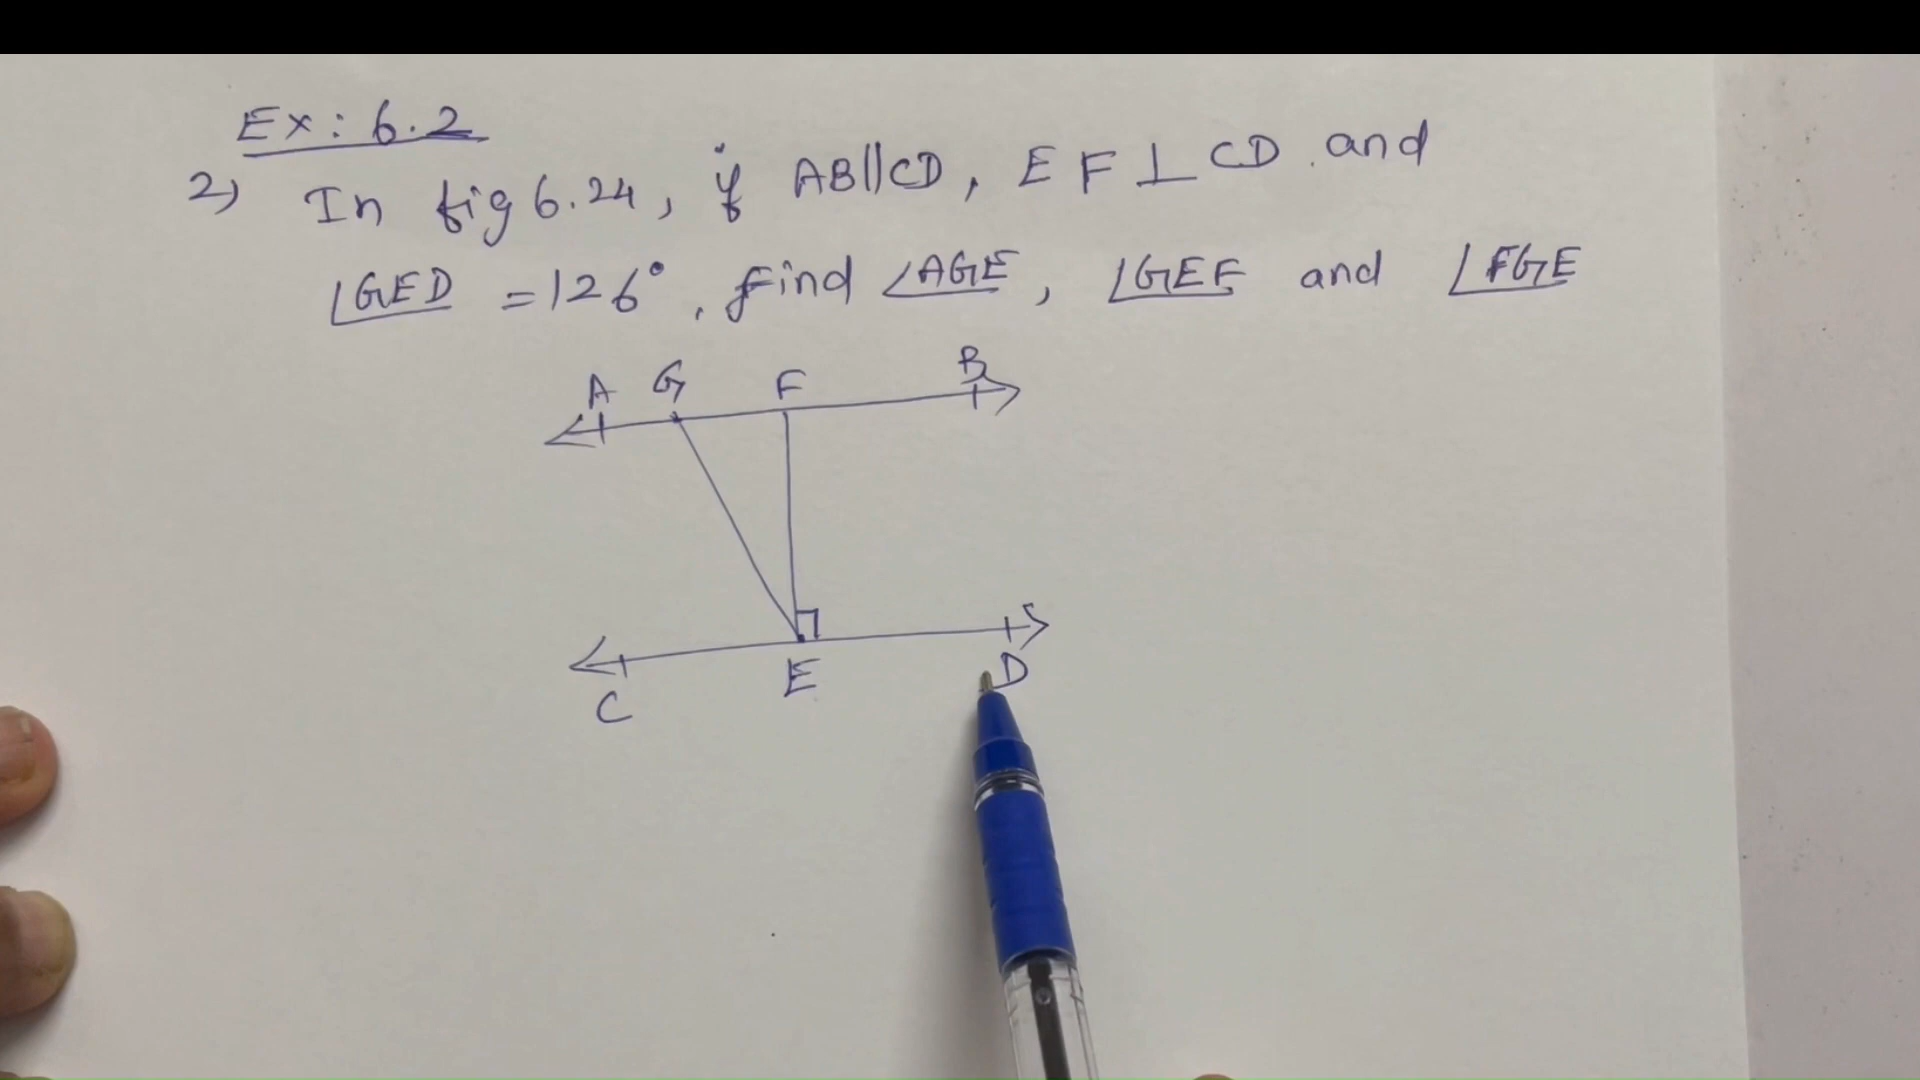 Ex: 6.2
2) In fig 6.24, if AB||CD, EF⊥CD and
∠GED = 126°, find ∠AGE, ∠GEF and ∠FGE
A G F B
C E D